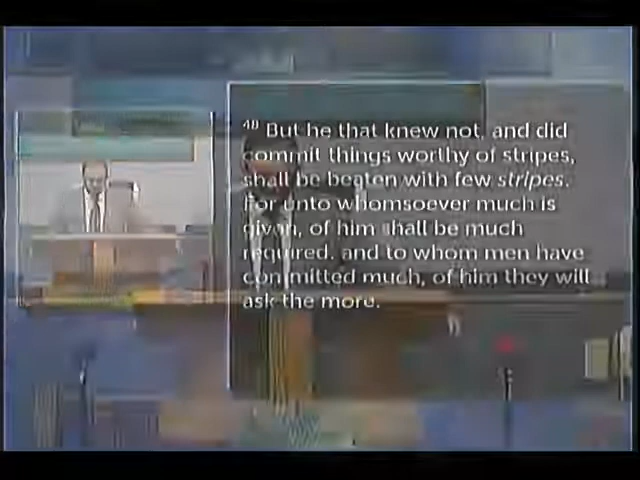 48 But he that knew not, and did
commit things worthy of stripes,
shall be beaten with few stripes.
For unto whomsoever much is
given, of him shall be much
required. and to whom men have
committed much, of him they will
ask the more.